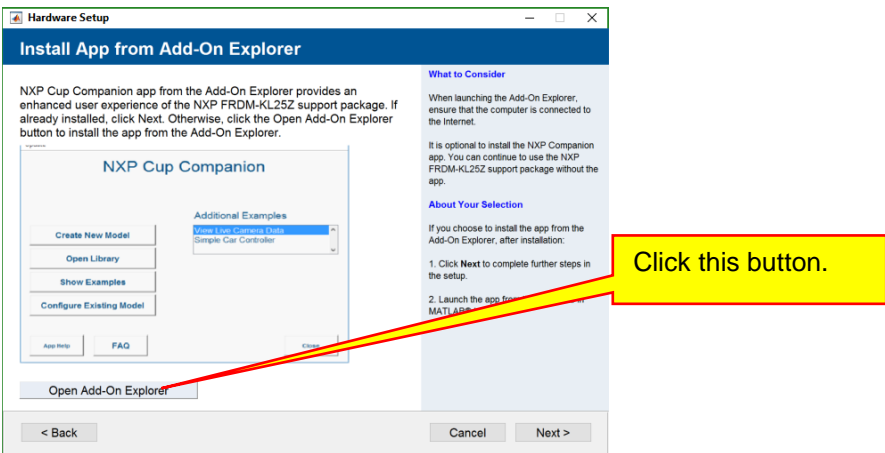 Hardware Setup
Install App from Add-On Explorer
NXP Cup Companion app from the Add-On Explorer provides an
enhanced user experience of the NXP FRDM-KL25Z support package. If
already installed, click Next. Otherwise, click the Open Add-On Explorer
button to install the app from the Add-On Explorer.
NXP Cup Companion
Additional Examples
View Live Camera Data
Simple Car Controller
Create New Model
Open Library
Show Examples
Configure Existing Model
App Help
FAQ
Close
Open Add-On Explorer
What to Consider
When launching the Add-On Explorer,
ensure that the computer is connected to
the Internet.
It is optional to install the NXP Companion
app. You can continue to use the NXP
FRDM-KL25Z support package without the
app.
About Your Selection
If you choose to install the app from the
Add-On Explorer, after installation:
1. Click Next to complete further steps in
the setup.
2. Launch the app from in
MATLAB®
Click this button.
< Back
Cancel
Next >